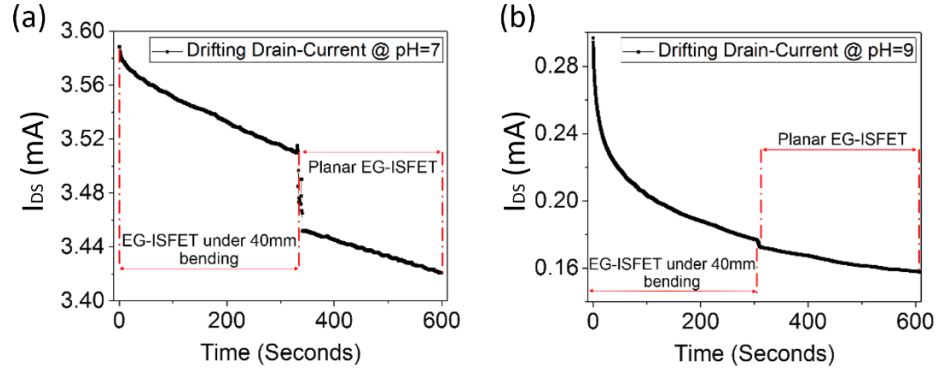 (a)
Drifting Drain-Current @ pH=7
3.60
3.56
3.52
3.48
3.44
3.40
I_DS (mA)
Planar EG-ISFET
EG-ISFET under 40mm
bending
0
200
400
600
Time (Seconds)
(b)
Drifting Drain-Current @ pH=9
0.28
0.24
0.20
0.16
I_DS (mA)
Planar EG-ISFET
EG-ISFET under 40mm
bending
0
200
400
600
Time (Seconds)